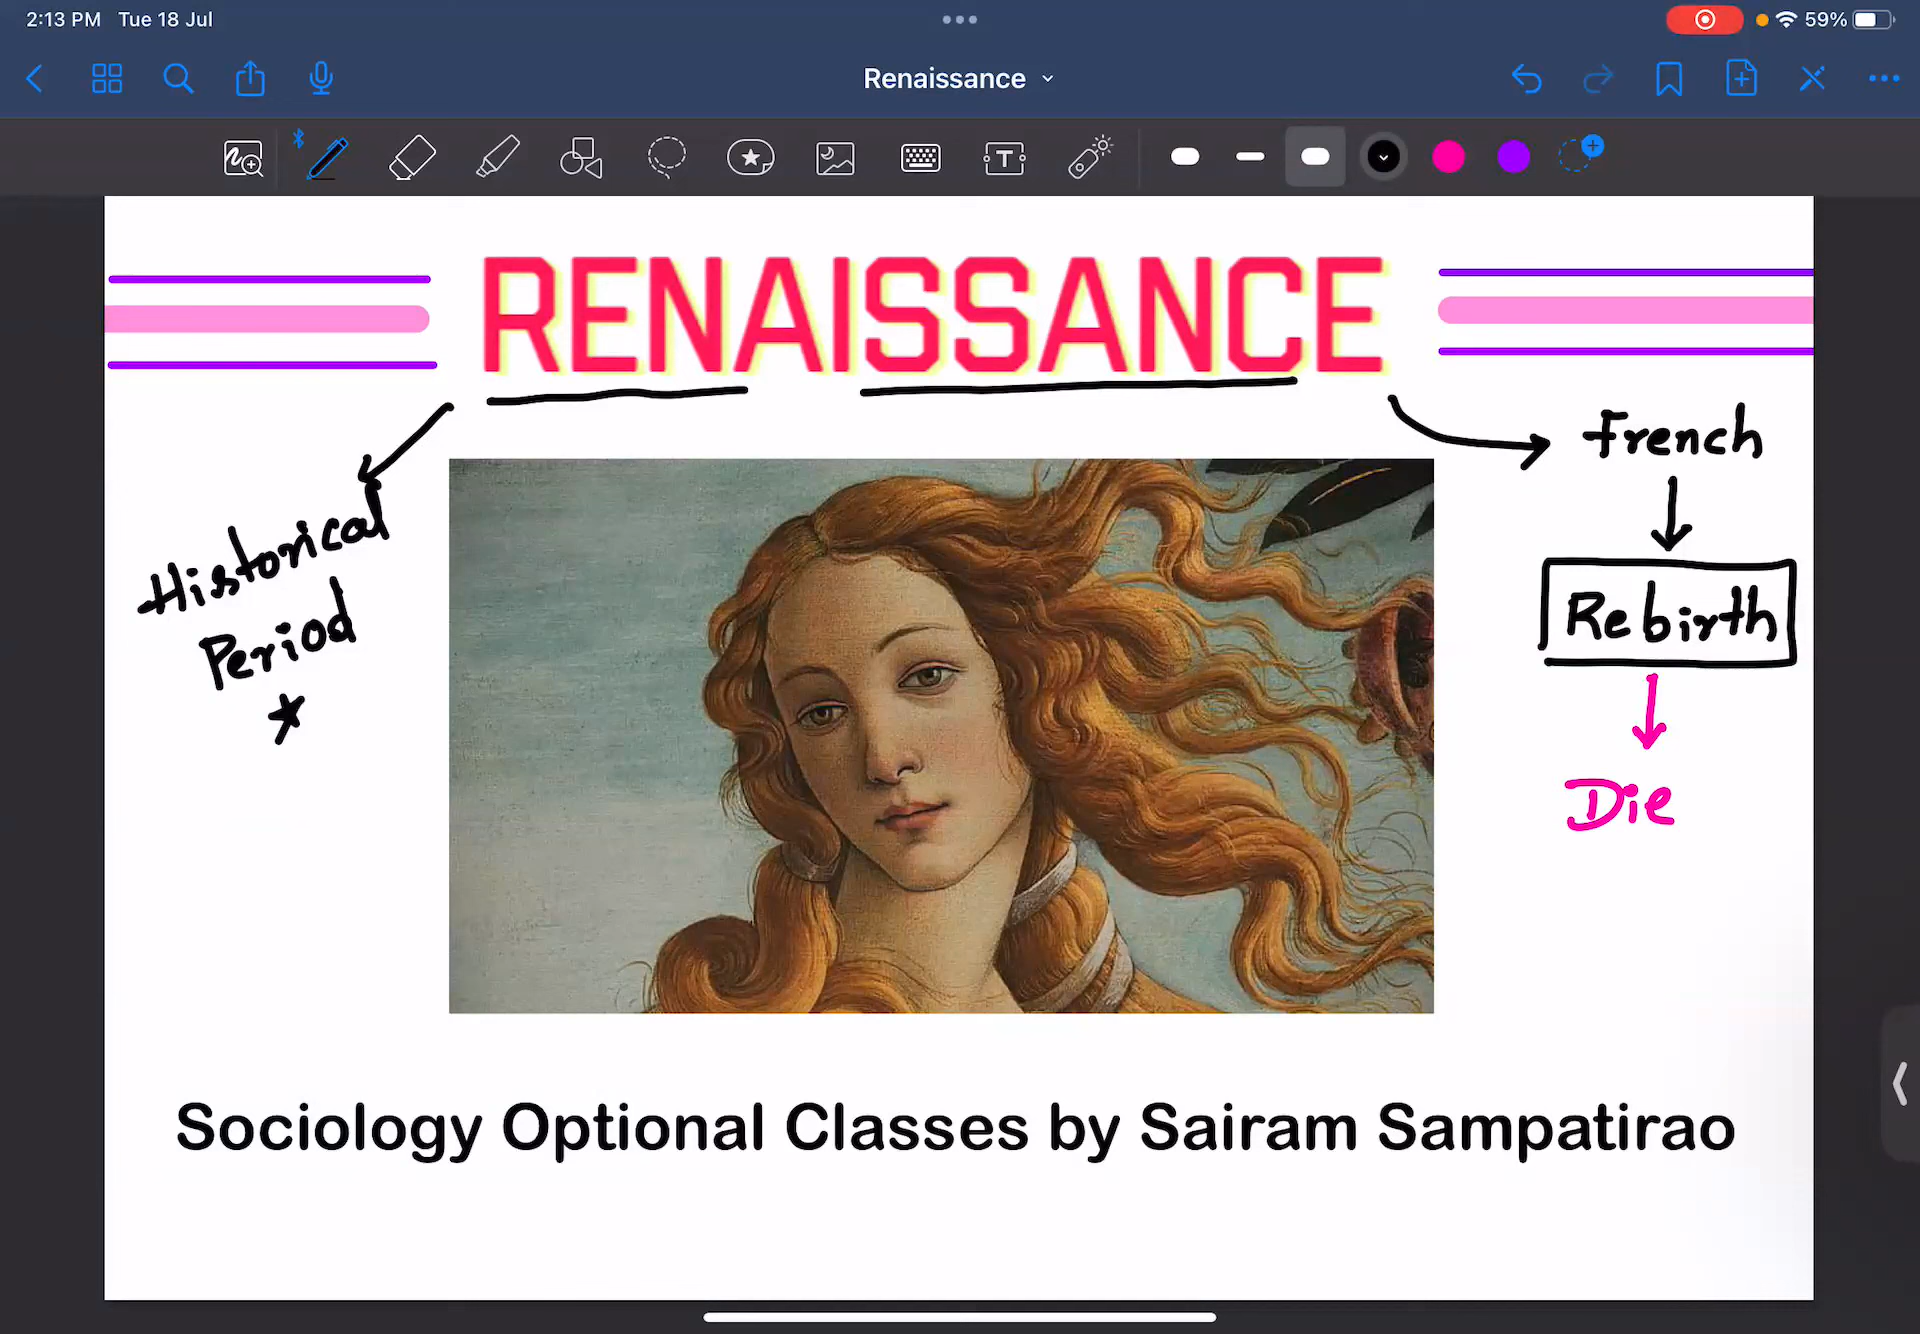 2:13 PM Tue 18 Jul
59%
Renaissance
T
RENAISSANCE
French
Historical
Period
Rebirth
Die
Sociology Optional Classes by Sairam Sampatirao